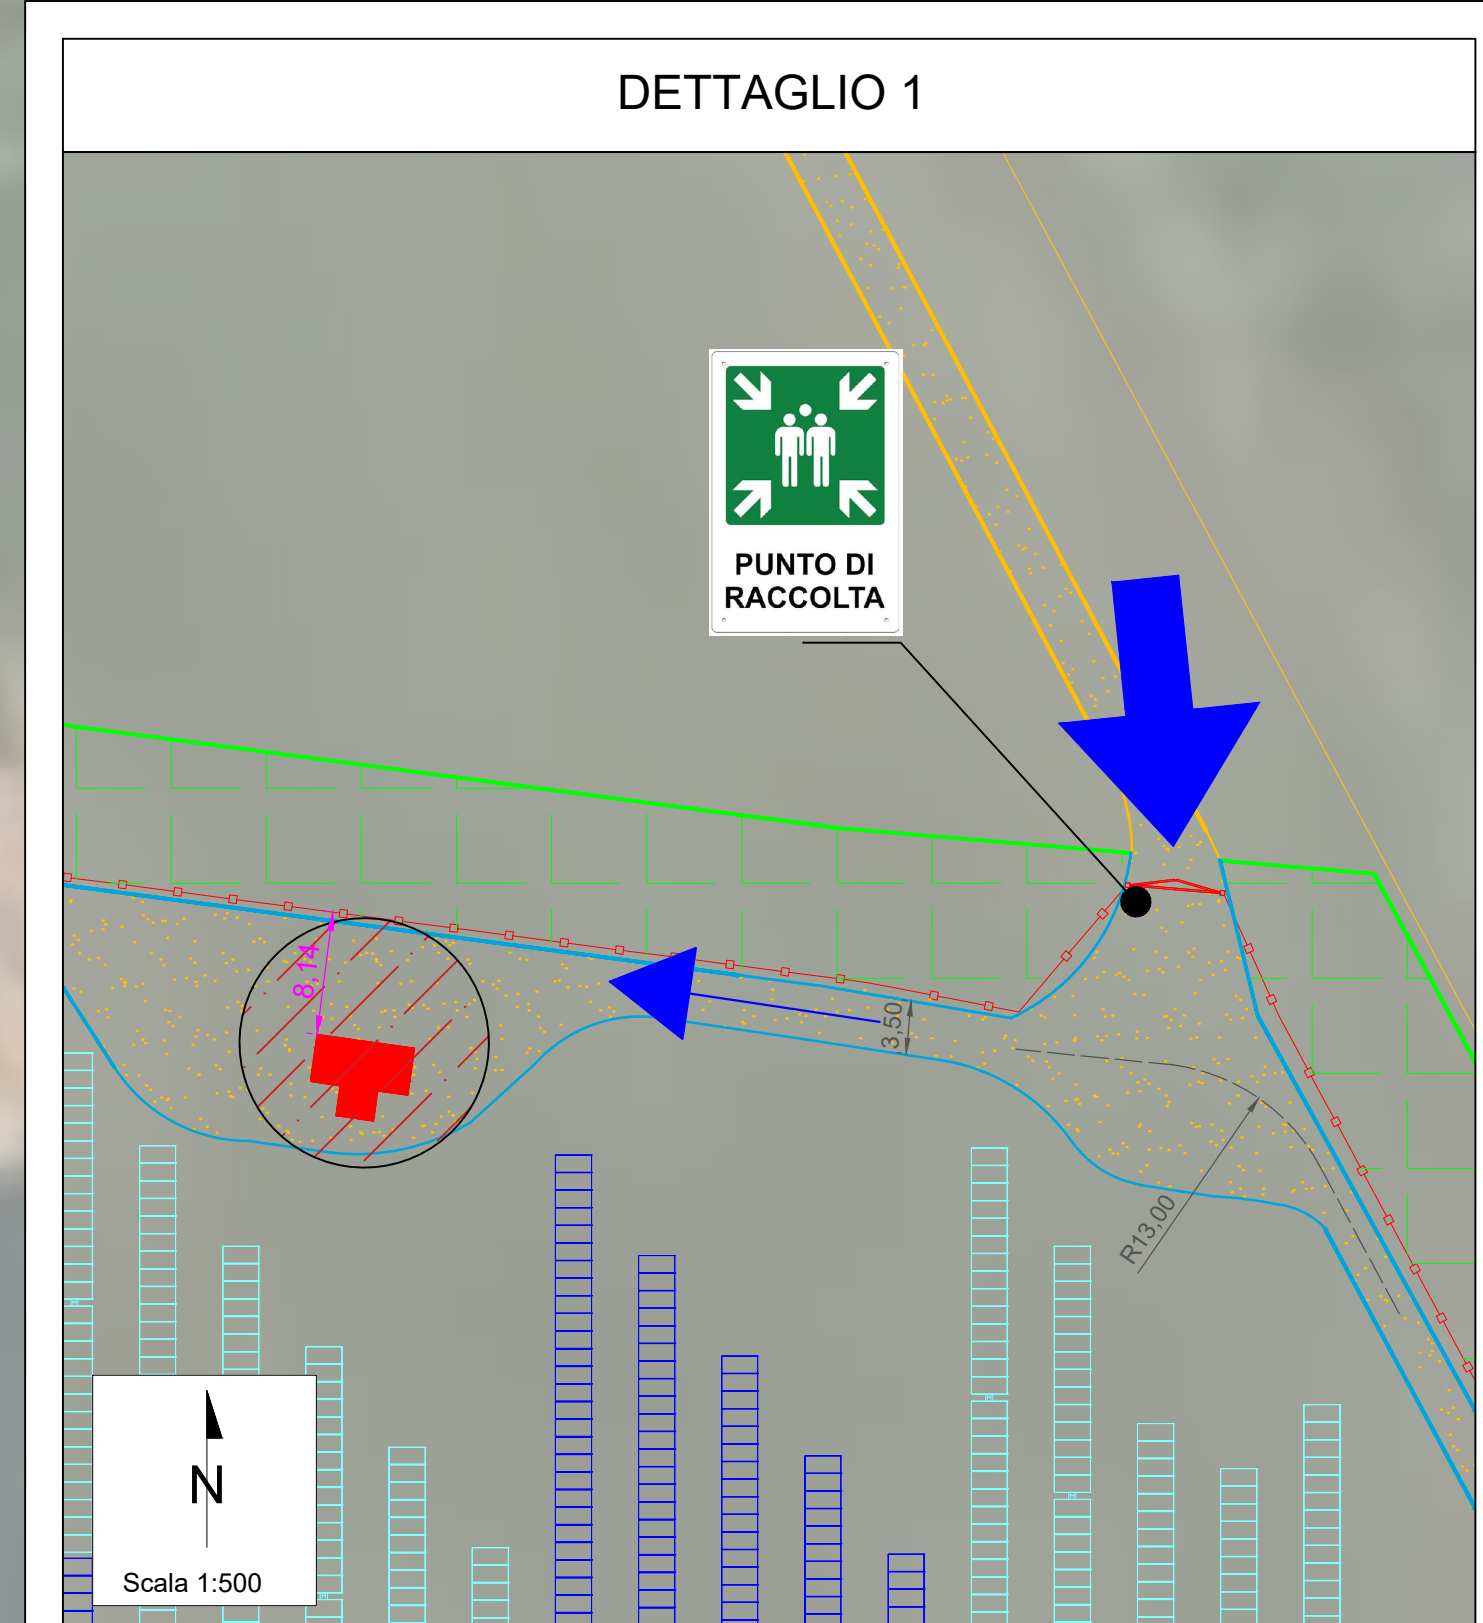 DETTAGLIO 1
PUNTO DI
RACCOLTA
8,14
3,50
R13,00
N
Scala 1:500